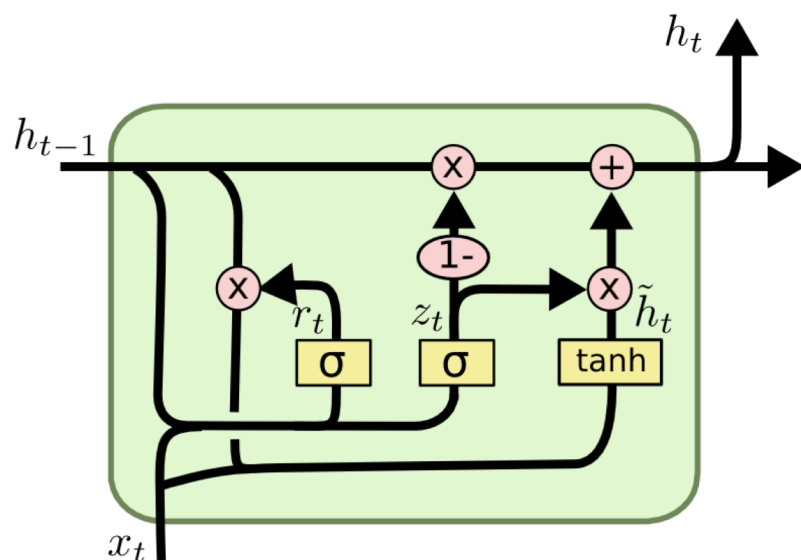 h_t
h_{t-1}
x +
1-
x x
r_t z_t h̃_t
σ σ tanh
x_t